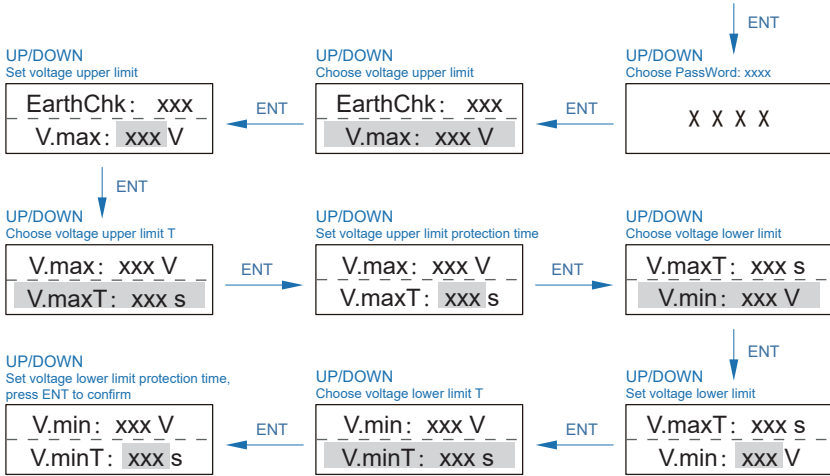 ENT
UP/DOWN
Set voltage upper limit
EarthChk: xxx
V.max: xxx V
ENT
UP/DOWN
Choose voltage upper limit
EarthChk: xxx
V.max: xxx V
ENT
UP/DOWN
Choose PassWord: xxxx
X X X X
ENT
UP/DOWN
Choose voltage upper limit T
V.max: xxx V
V.maxT: xxx s
ENT
UP/DOWN
Set voltage upper limit protection time
V.max: xxx V
V.maxT: xxx s
ENT
UP/DOWN
Choose voltage lower limit
V.maxT: xxx s
V.min: xxx V
ENT
UP/DOWN
Set voltage lower limit protection time,
press ENT to confirm
V.min: xxx V
V.minT: xxx s
ENT
UP/DOWN
Choose voltage lower limit T
V.min: xxx V
V.minT: xxx s
ENT
UP/DOWN
Set voltage lower limit
V.maxT: xxx s
V.min: xxx V